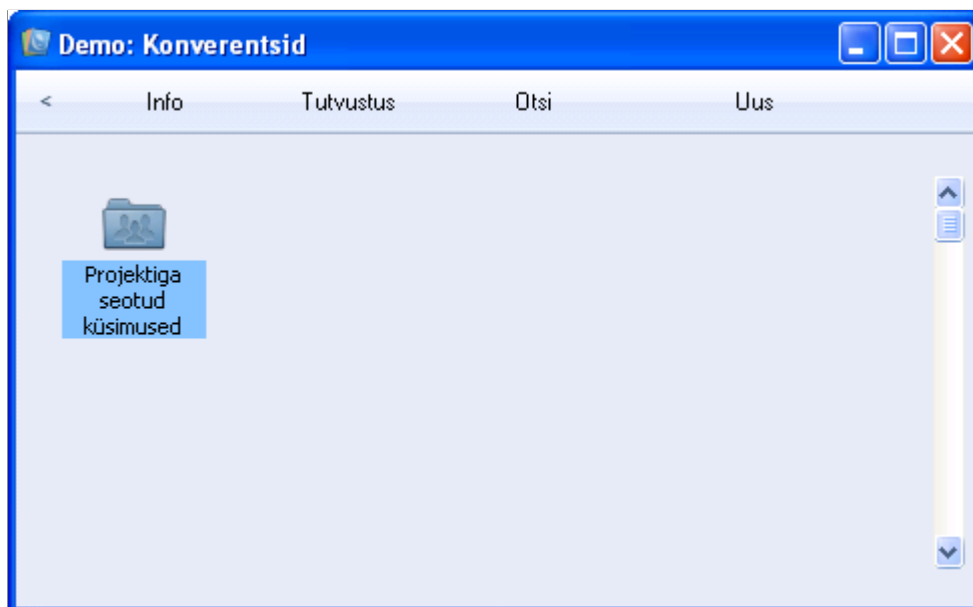 Demo: Konverentsid
< Info Tutvustus Otsi Uus
Projektiga
seotud
küsimused